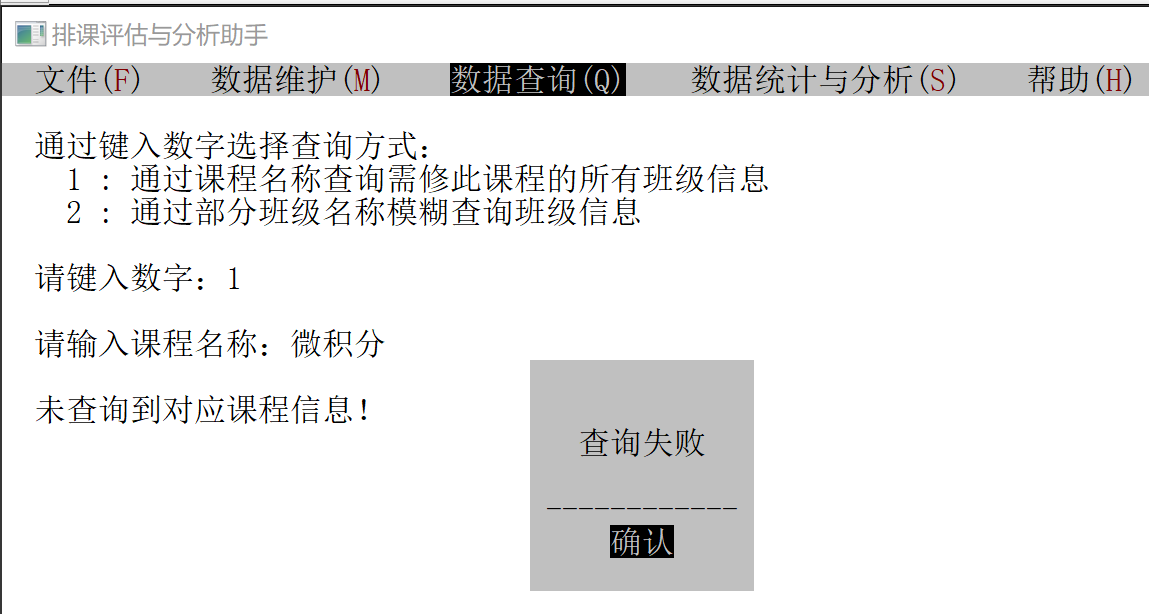 排课评估与分析助手
文件(F) 数据维护(M) 数据查询(Q) 数据统计与分析(S) 帮助(H)
通过键入数字选择查询方式：
1 : 通过课程名称查询需修此课程的所有班级信息
2 : 通过部分班级名称模糊查询班级信息
请键入数字：1
请输入课程名称：微积分
未查询到对应课程信息！
查询失败
------------
确认